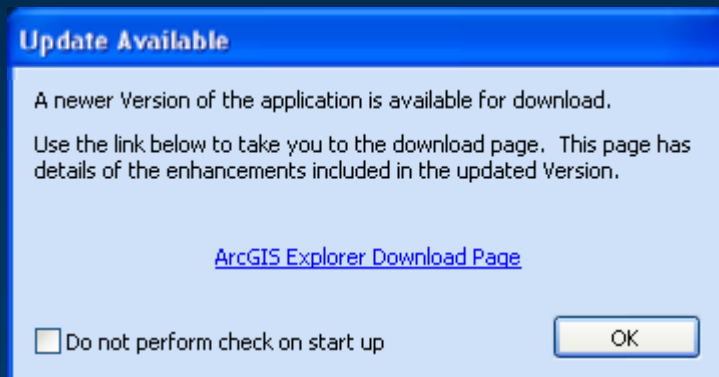 Update Available
A newer Version of the application is available for download.
Use the link below to take you to the download page.  This page has
details of the enhancements included in the updated Version.
ArcGIS Explorer Download Page
Do not perform check on start up
OK